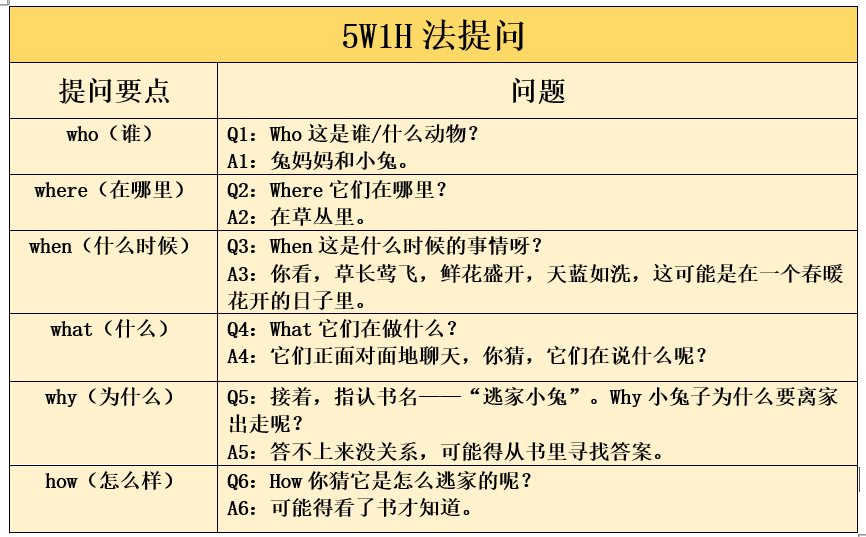 5W1H 法提问
提问要点
问题
who（谁）
Q1：Who 这是谁/什么动物？
A1：兔妈妈和小兔。
where（在哪里）
Q2：Where 它们在哪里？
A2：在草丛里。
when（什么时候）
Q3：When 这是什么时候的事情呀？
A3：你看，草长莺飞，鲜花盛开，天蓝如洗，这可能是在一个春暖
花开的日子里。
what（什么）
Q4：What 它们在做什么？
A4：它们正面对面地聊天，你猜，它们在说什么呢？
why（为什么）
Q5：接着，指认书名——“逃家小兔”。Why 小兔子为什么要离家
出走呢？
A5：答不上来没关系，可能得从书里寻找答案。
how（怎么样）
Q6：How 你猜它是怎么逃家的呢？
A6：可能得看了书才知道。